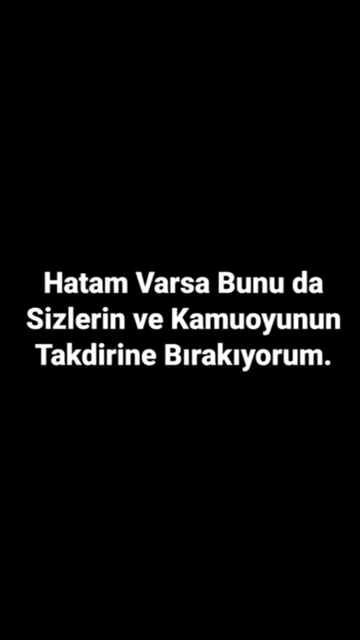 Hatam Varsa Bunu da
Sizlerin ve Kamuoyunun
Takdirine Bırakıyorum.